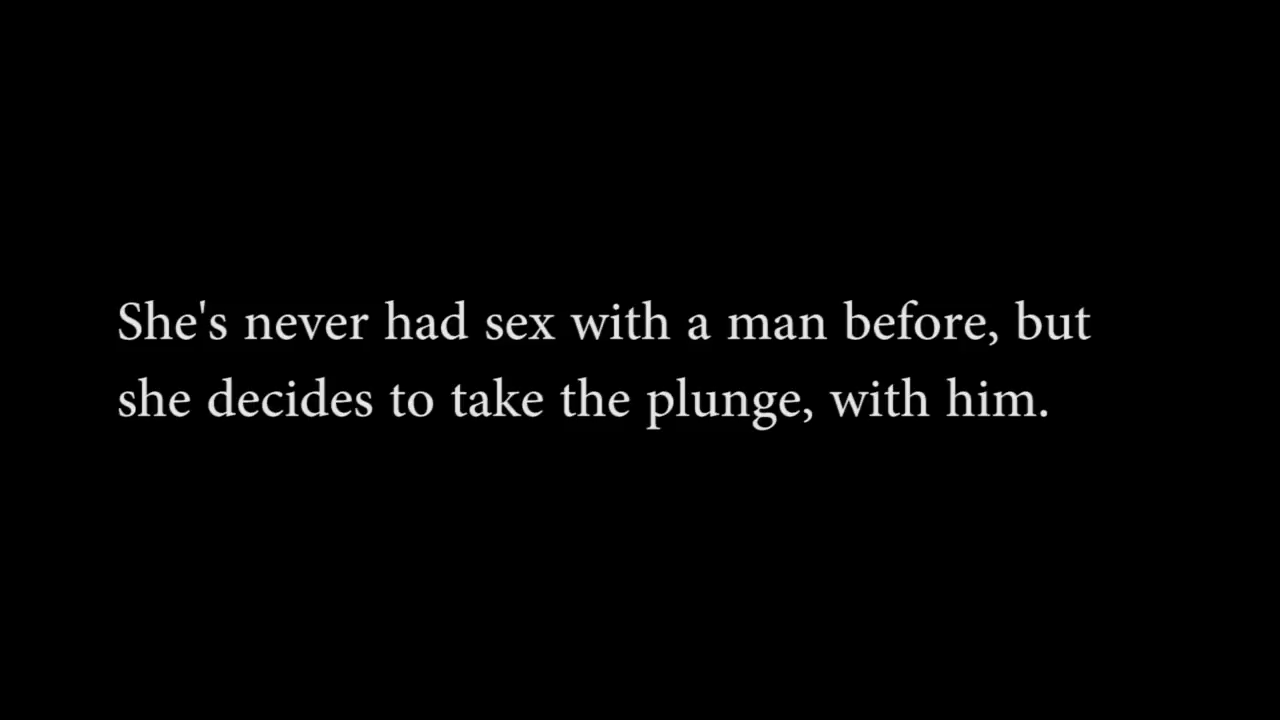 She's never had sex with a man before, but
she decides to take the plunge, with him.